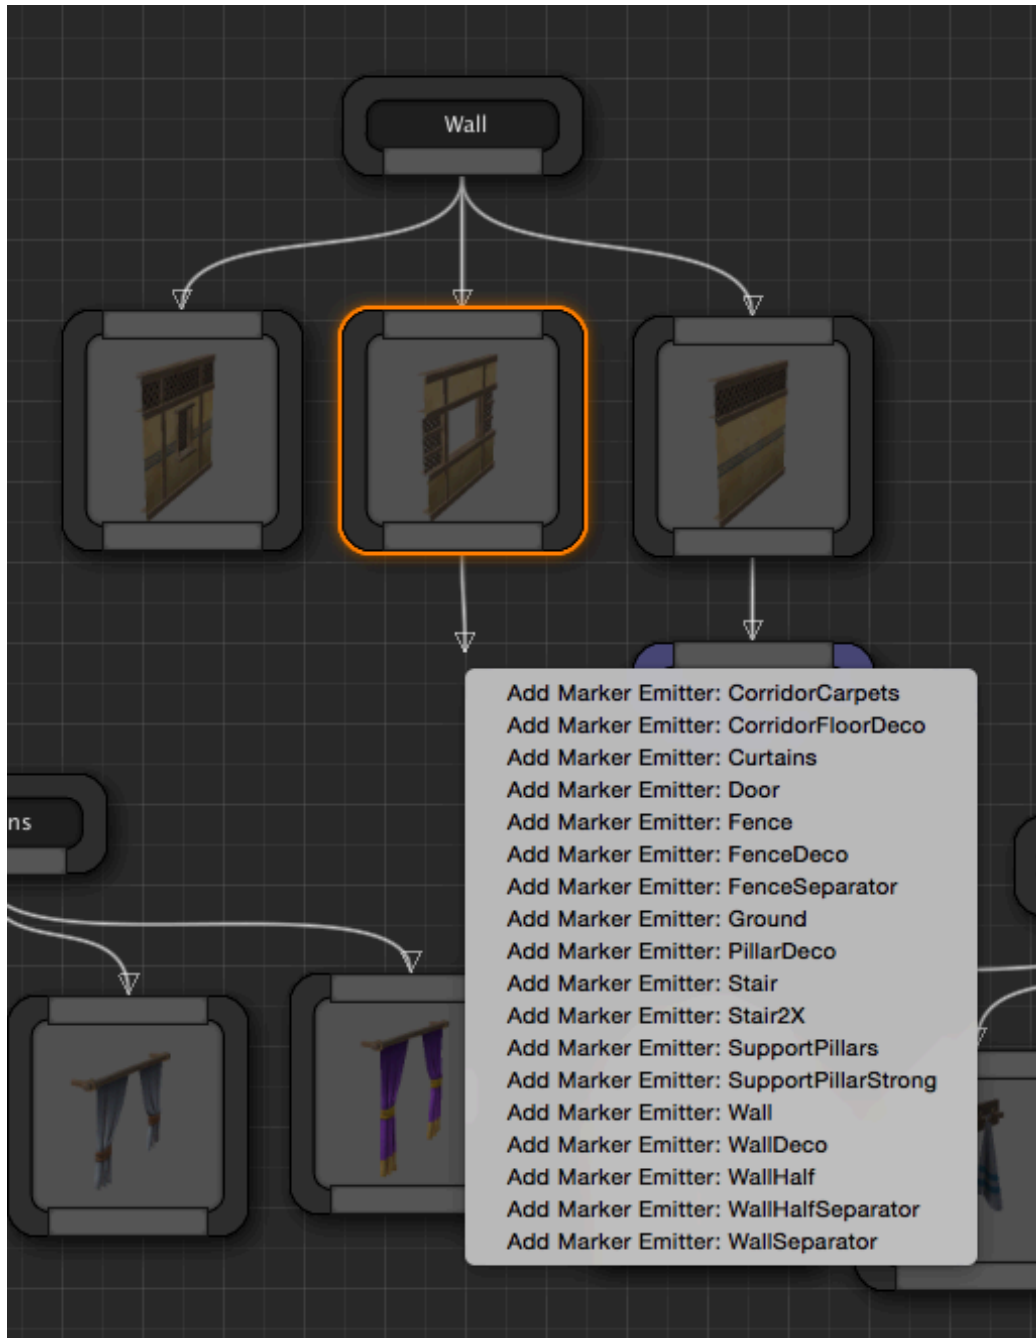 Wall
Add Marker Emitter: CorridorCarpets
Add Marker Emitter: CorridorFloorDeco
Add Marker Emitter: Curtains
Add Marker Emitter: Door
ns
Add Marker Emitter: Fence
Add Marker Emitter: FenceDeco
Add Marker Emitter: FenceSeparator
Add Marker Emitter: Ground
Add Marker Emitter: PillarDeco
Add Marker Emitter: Stair
Add Marker Emitter: Stair2X
Add Marker Emitter: SupportPillars
Add Marker Emitter: SupportPillarStrong
Add Marker Emitter: Wall
Add Marker Emitter: WallDeco
Add Marker Emitter: WallHalf
Add Marker Emitter: WallHalfSeparator
Add Marker Emitter: WallSeparator